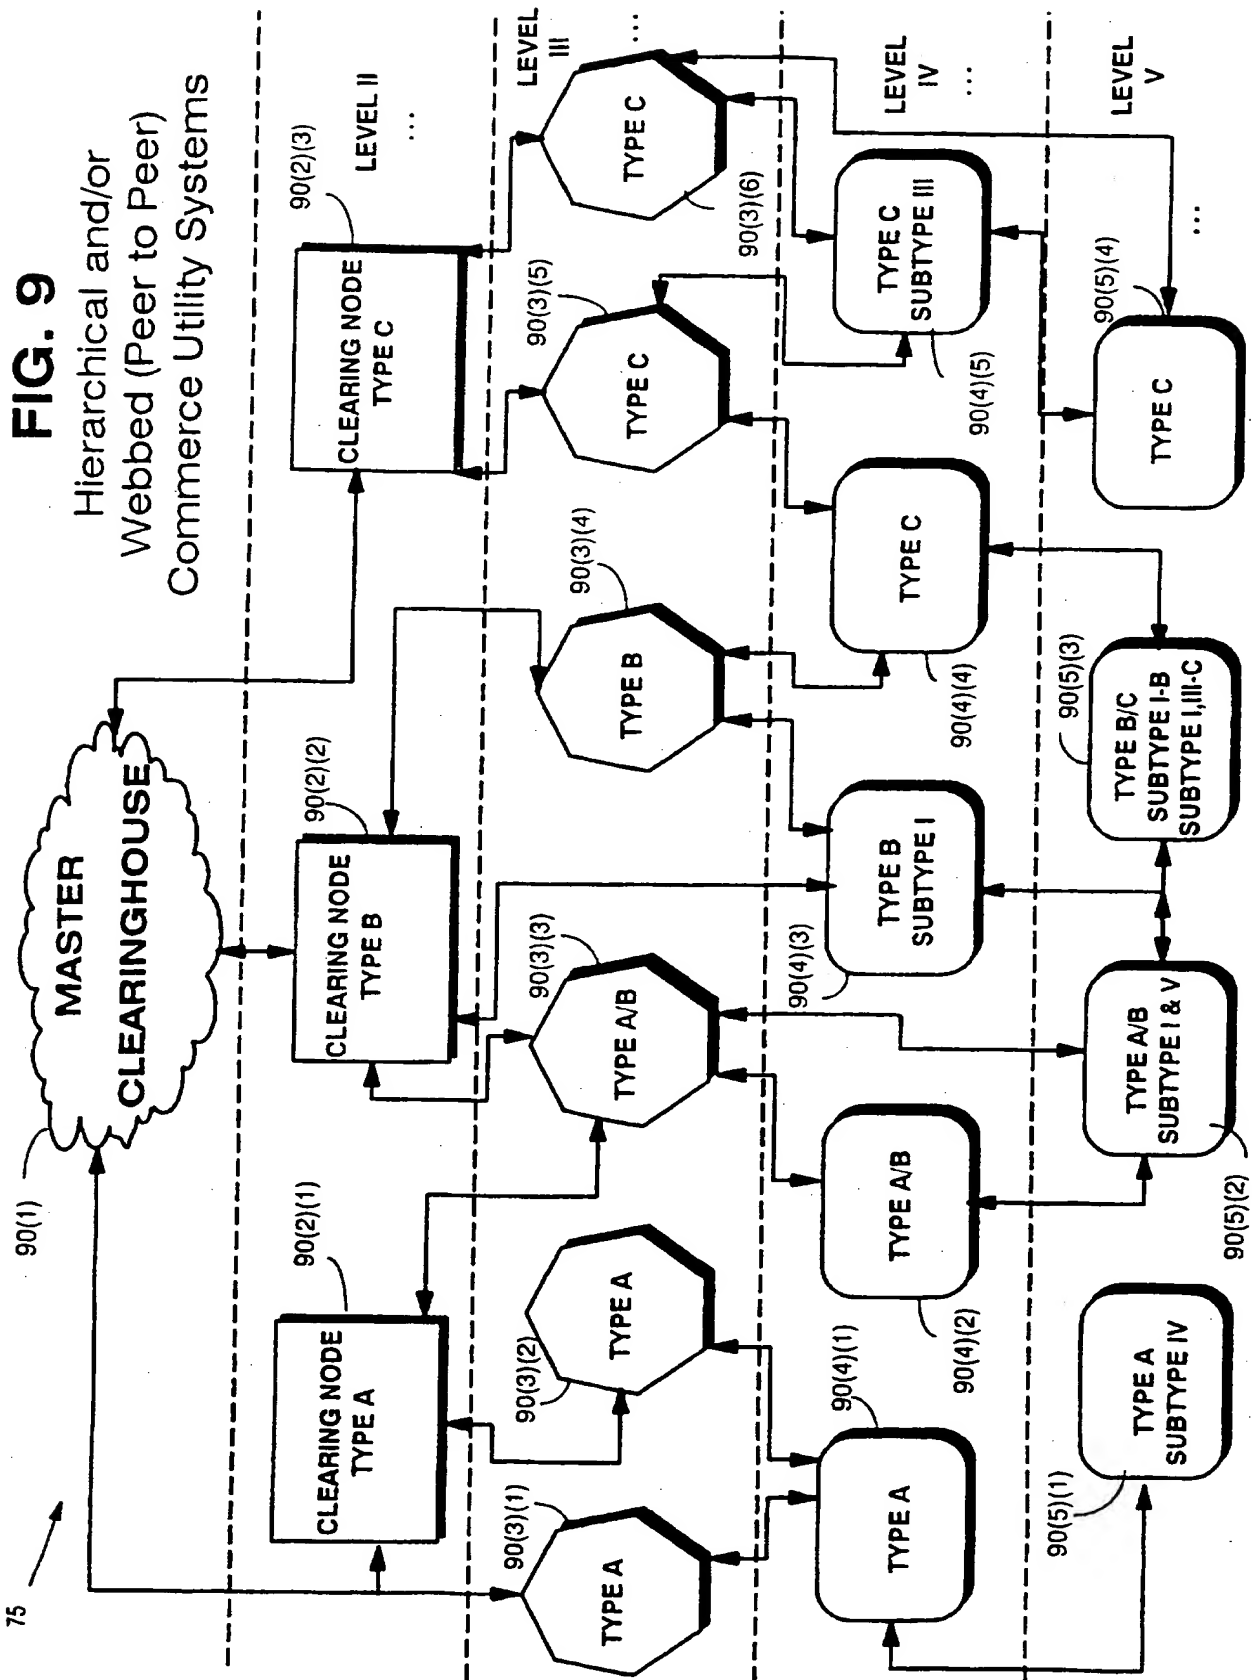 FIG. 9
Hierarchical and/or
Webbed (Peer to Peer)
Commerce Utility Systems
75
90(1)
MASTER
CLEARINGHOUSE
LEVEL II
...
90(2)(1)
CLEARING NODE
TYPE A
90(2)(2)
CLEARING NODE
TYPE B
90(2)(3)
CLEARING NODE
TYPE C
LEVEL
III
...
90(3)(1)
TYPE A
90(3)(2)
TYPE A
90(3)(3)
TYPE A/B
90(3)(4)
TYPE B
90(3)(5)
TYPE C
90(3)(6)
TYPE C
LEVEL
IV
...
90(4)(1)
TYPE A
90(4)(2)
TYPE A/B
90(4)(3)
TYPE B
SUBTYPE I
90(4)(4)
TYPE C
90(4)(5)
TYPE C
SUBTYPE III
LEVEL
V
...
90(5)(1)
TYPE A
SUBTYPE IV
90(5)(2)
TYPE A/B
SUBTYPE I & V
90(5)(3)
TYPE B/C
SUBTYPE I-B
SUBTYPE I,III-C
90(5)(4)
TYPE C